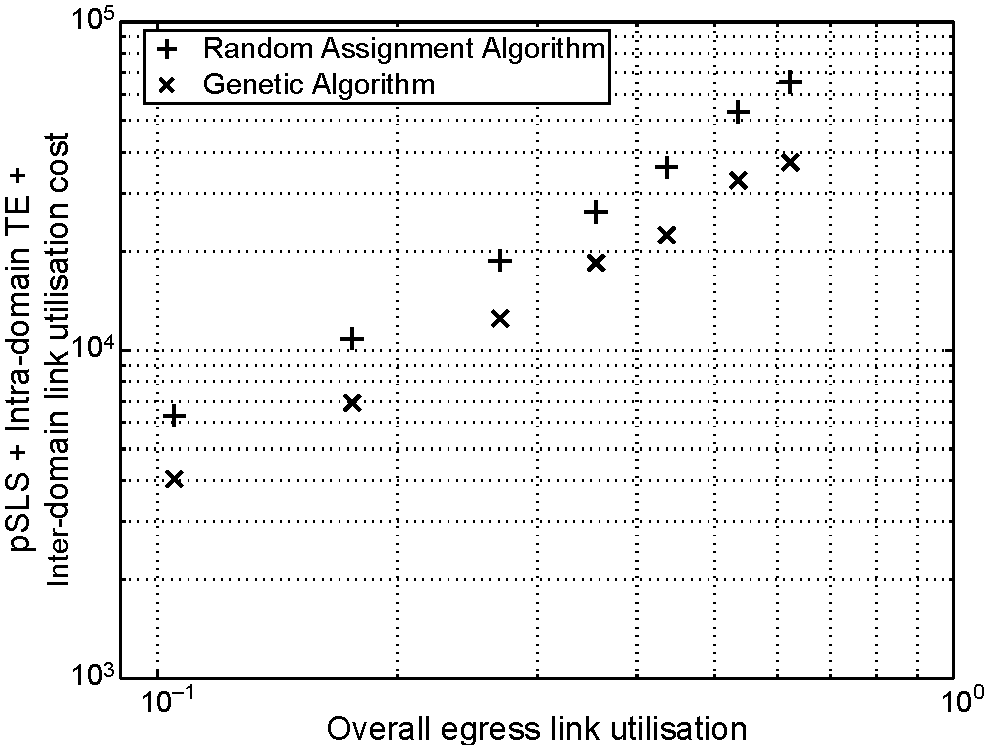 10^5
Random Assignment Algorithm
Genetic Algorithm
pSLS + Intra-domain TE +
Inter-domain link utilisation cost
10^4
10^3
10^–1
10^0
Overall egress link utilisation